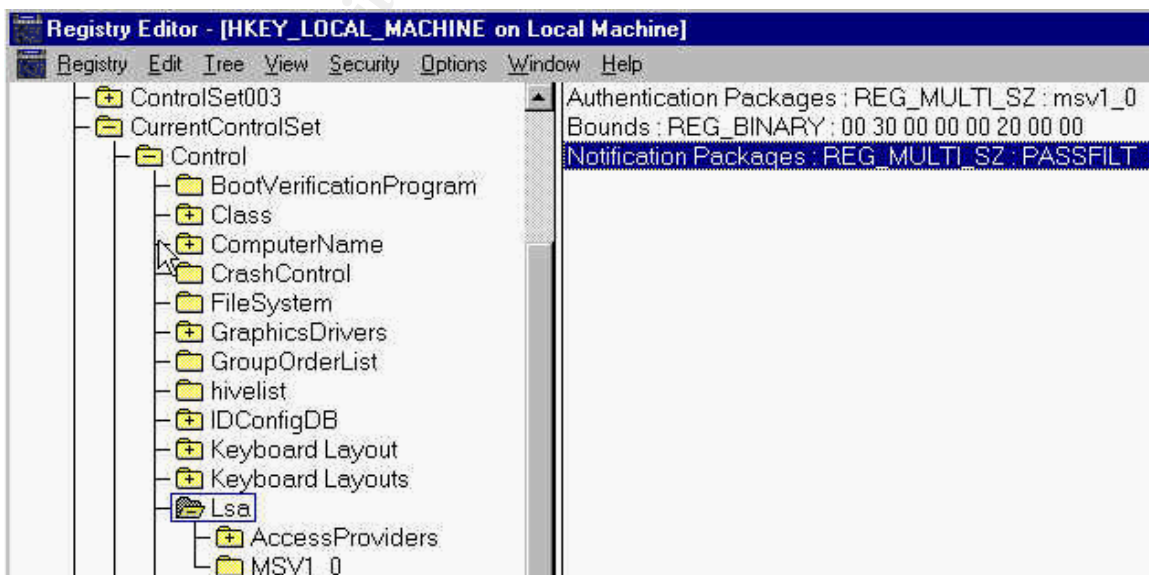 Registry Editor - [HKEY_LOCAL_MACHINE on Local Machine]
Registry Edit Tree View Security Options Window Help
ControlSet003
CurrentControlSet
Control
BootVerificationProgram
Class
ComputerName
CrashControl
FileSystem
GraphicsDrivers
GroupOrderList
hivelist
IDConfigDB
Keyboard Layout
Keyboard Layouts
Lsa
AccessProviders
MSV1_0
Authentication Packages : REG_MULTI_SZ : msv1_0
Bounds : REG_BINARY : 00 30 00 00 00 20 00 00
Notification Packages : REG_MULTI_SZ : PASSFILT